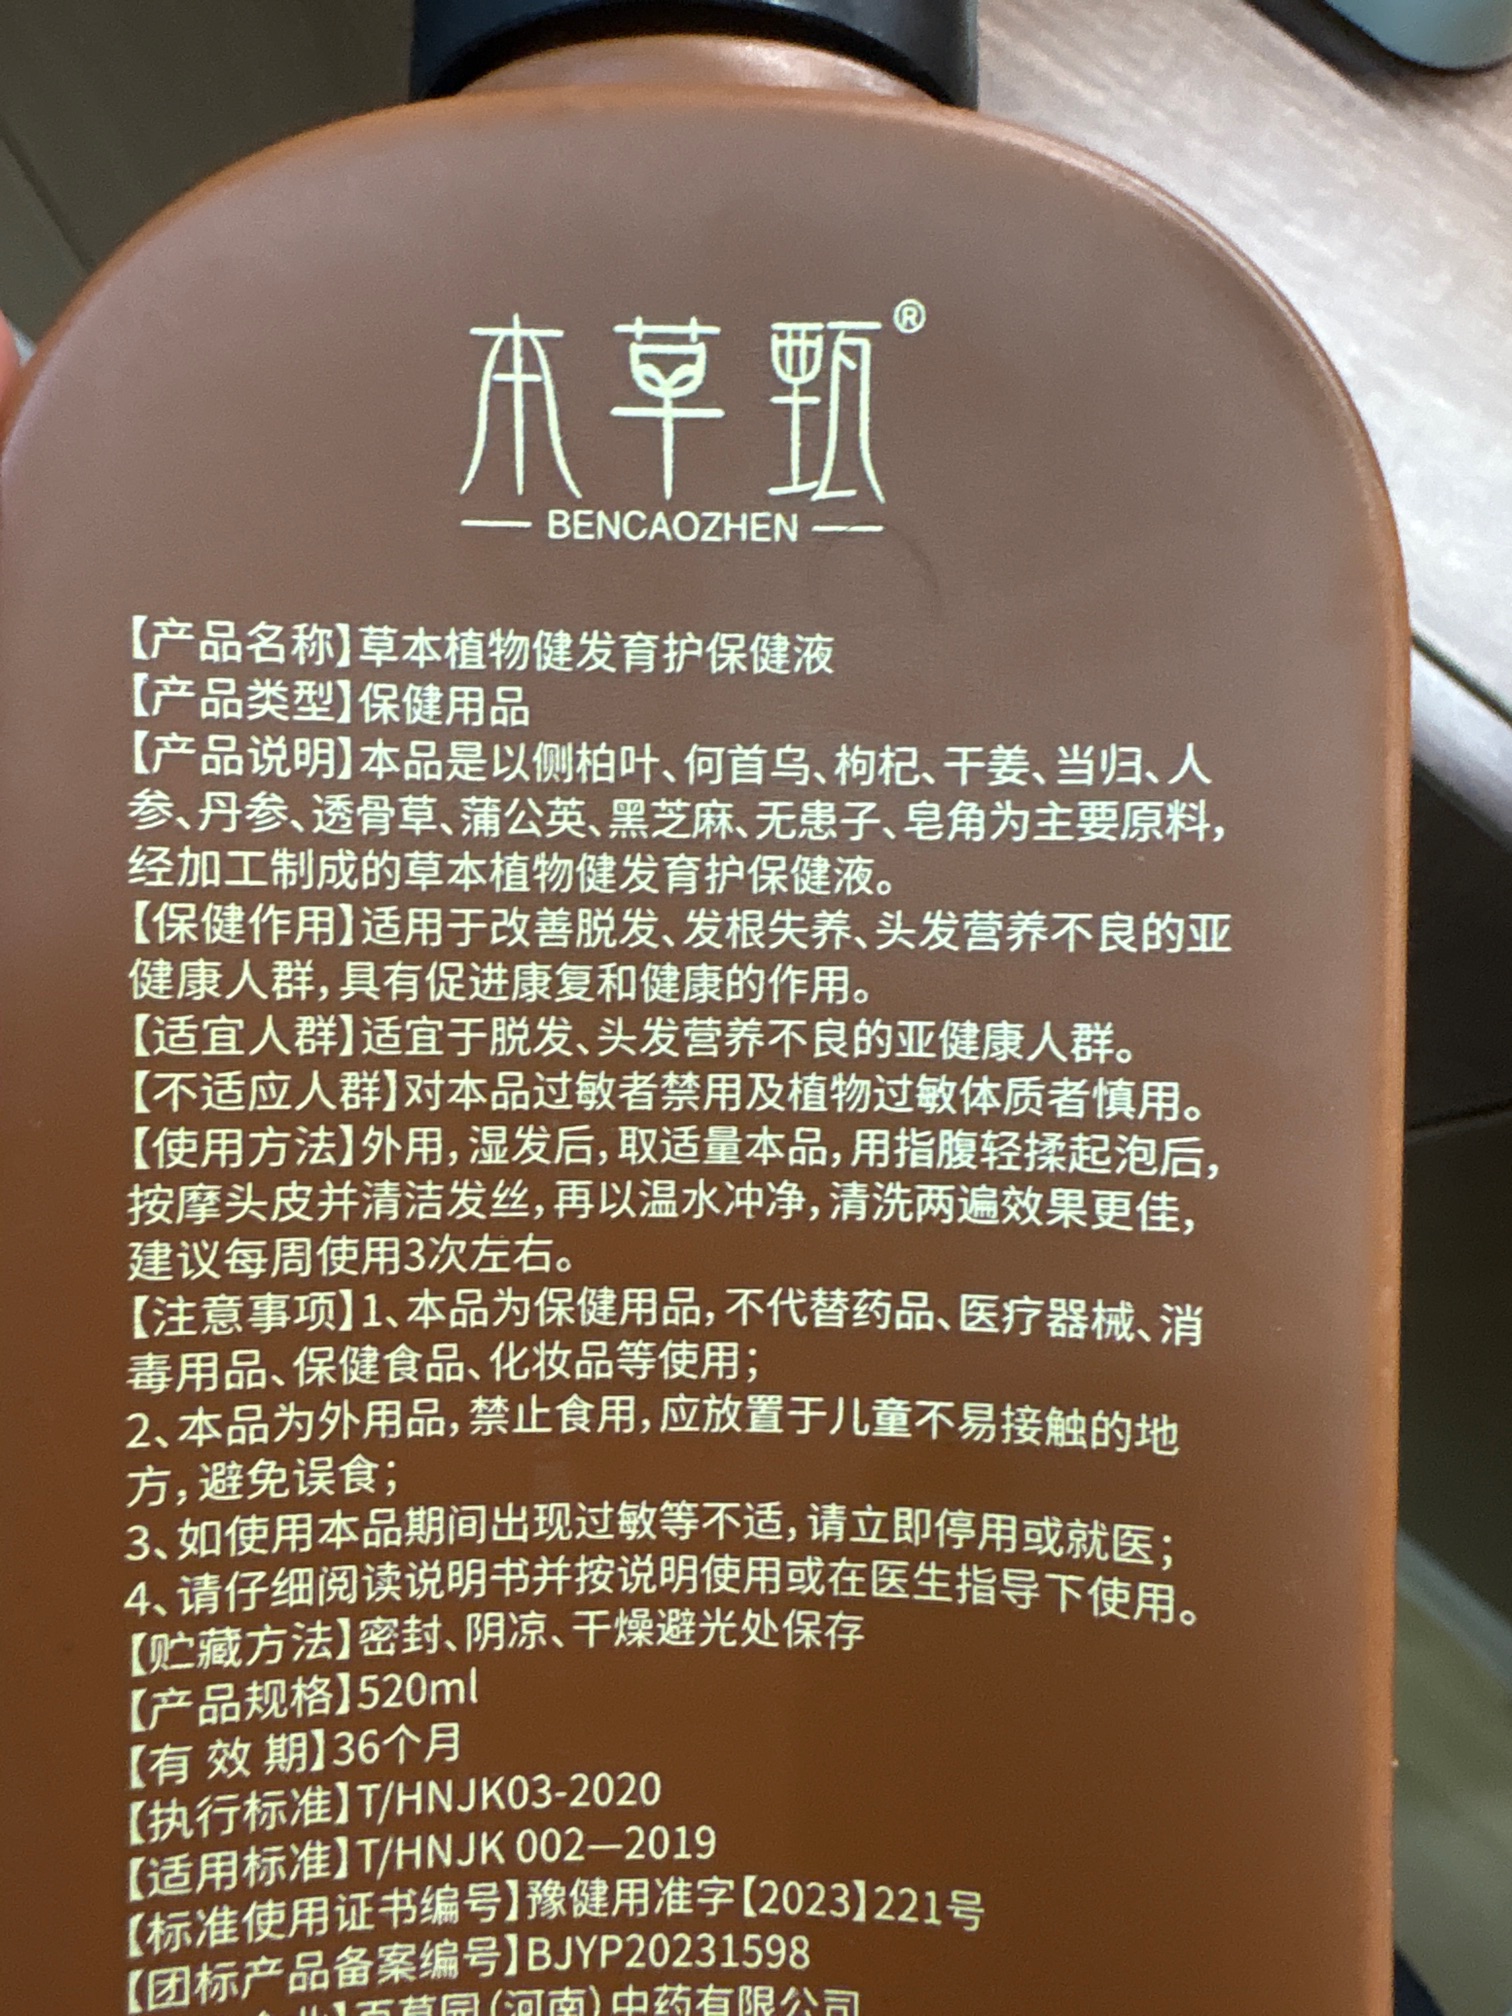 本草甄®
BENCAOZHEN
【产品名称】草本植物健发育护保健液
【产品类型】保健用品
【产品说明】本品是以侧柏叶、何首乌、枸杞、干姜、当归、人
参、丹参、透骨草、蒲公英、黑芝麻、无患子、皂角为主要原料，
经加工制成的草本植物健发育护保健液。
【保健作用】适用于改善脱发、发根失养、头发营养不良的亚
健康人群，具有促进康复和健康的作用。
【适宜人群】适宜于脱发、头发营养不良的亚健康人群。
【不适应人群】对本品过敏者禁用及植物过敏体质者慎用。
【使用方法】外用，湿发后，取适量本品，用指腹轻揉起泡后，
按摩头皮并清洁发丝，再以温水冲净，清洗两遍效果更佳，
建议每周使用3次左右。
【注意事项】1、本品为保健用品，不代替药品、医疗器械、消
毒用品、保健食品、化妆品等使用；
2、本品为外用品，禁止食用，应放置于儿童不易接触的地
方，避免误食；
3、如使用本品期间出现过敏等不适，请立即停用或就医；
4、请仔细阅读说明书并按说明使用或在医生指导下使用。
【贮藏方法】密封、阴凉、干燥避光处保存
【产品规格】520ml
【有 效 期】36个月
【执行标准】T/HNJK03-2020
【适用标准】T/HNJK 002—2019
【标准使用证书编号】豫健用准字【2023】221号
【团标产品备案编号】BJYP20231598
百草园（河南）中药有限公司